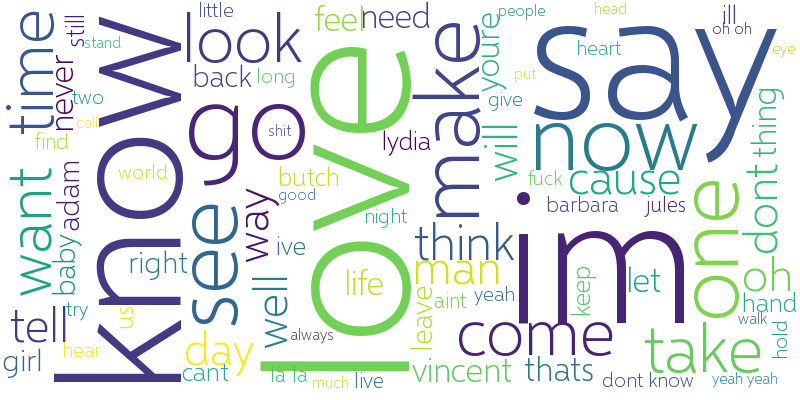 little
people
head
jll
oh oh
feel
need
look
time
still
stand
know
love
make
youre
say
heart
eye
never
back
long
put
two
give
call
go
shit
lydia
will
now
dont
thing
find
world
butch
good
fuck
cause
want
baby
adam
see
way
night
barbara
jules
one
right
ive
think
im
well
life
man
keep
let
oh
leave
aint
yeah
hand
us
try
tell
always
come
walk
hold
girl
hear
day
take
cant
la la
much
live
vincent
thats
dont know
yeah yeah